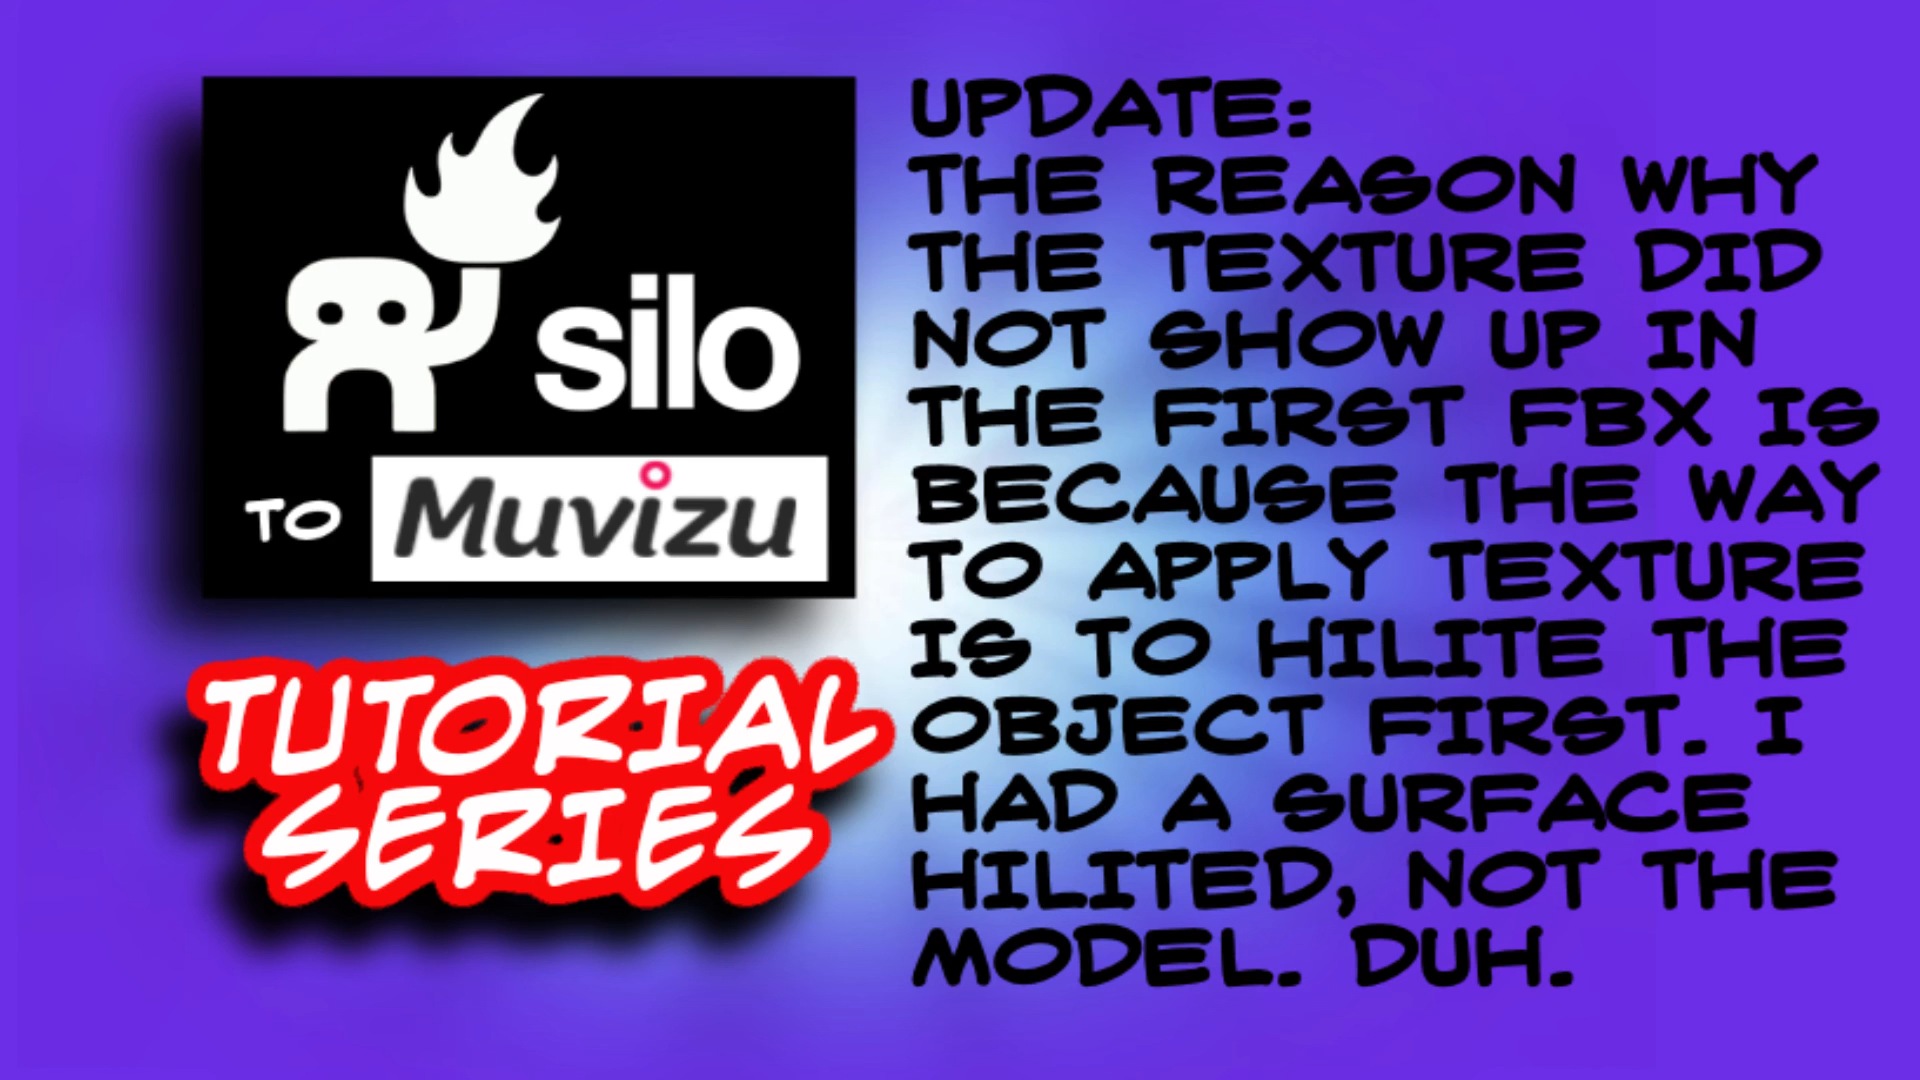 silo
TO Muvizu
TUTORIAL
SERIES
UPDATE:
THE REASON WHY
THE TEXTURE DID
NOT SHOW UP IN
THE FIRST FBX IS
BECAUSE THE WAY
TO APPLY TEXTURE
IS TO HILITE THE
OBJECT FIRST. I
HAD A SURFACE
HILITED, NOT THE
MODEL. DUH.